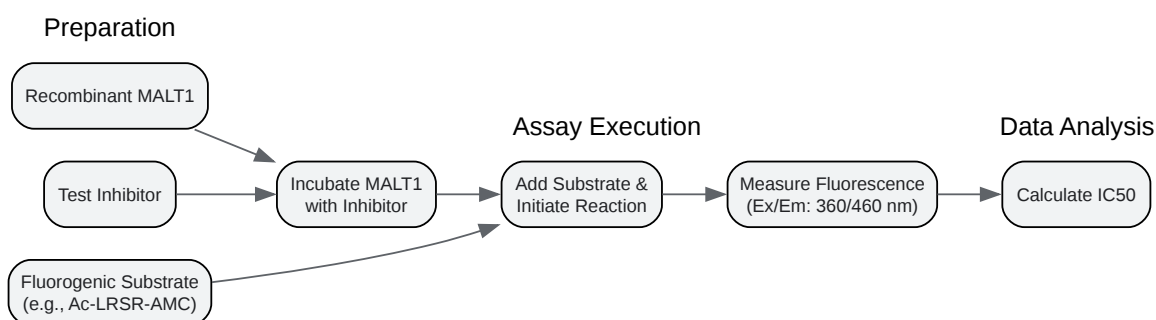 Preparation
Recombinant MALT1
Test Inhibitor
Fluorogenic Substrate
(e.g., Ac-LRSR-AMC)
Incubate MALT1
with Inhibitor
Assay Execution
Add Substrate &
Initiate Reaction
Measure Fluorescence
(Ex/Em: 360/460 nm)
Data Analysis
Calculate IC50